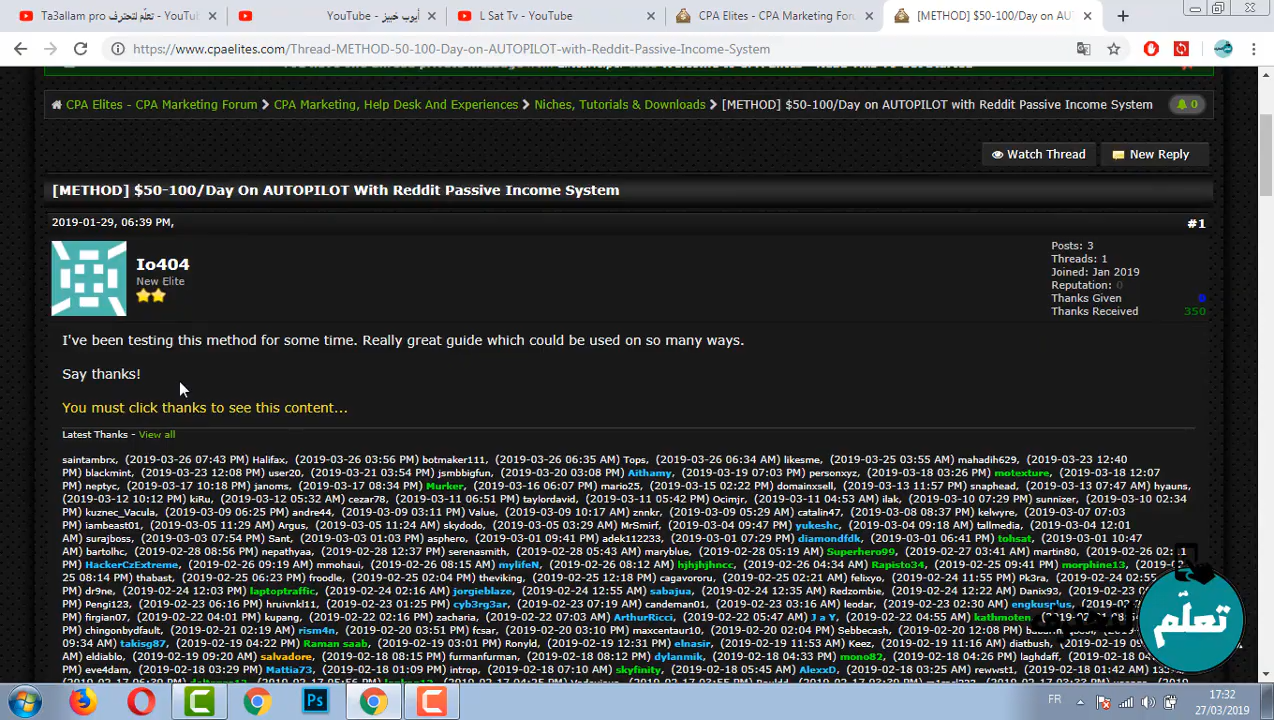 Ta3allam pro تعلّم لتحترف - YouTu
YouTube - أيوب خبيز
L Sat Tv - YouTube
CPA Elites - CPA Marketing Foru
[METHOD] $50-100/Day on AU
https://www.cpaelites.com/Thread-METHOD-50-100-Day-on-AUTOPILOT-with-Reddit-Passive-Income-System
CPA Elites - CPA Marketing Forum
CPA Marketing, Help Desk And Experiences
Niches, Tutorials & Downloads
[METHOD] $50-100/Day on AUTOPILOT with Reddit Passive Income System
0
Watch Thread
New Reply
[METHOD] $50-100/Day On AUTOPILOT With Reddit Passive Income System
2019-01-29, 06:39 PM,
#1
Io404
New Elite
Posts: 3
Threads: 1
Joined: Jan 2019
Reputation: 0
Thanks Given
Thanks Received 350
I've been testing this method for some time. Really great guide which could be used on so many ways.
Say thanks!
You must click thanks to see this content...
Latest Thanks - View all
saintambrx, (2019-03-26 07:43 PM) Halifax, (2019-03-26 03:56 PM) botmaker111, (2019-03-26 06:35 AM) Tops, (2019-03-26 06:34 AM) likesme, (2019-03-25 03:55 AM) mahadih629, (2019-03-23 12:40
PM) blackmint, (2019-03-23 12:08 PM) user20, (2019-03-21 03:54 PM) jsmbbigfun, (2019-03-20 03:08 PM) Aithamy, (2019-03-19 07:03 PM) personxyz, (2019-03-18 03:26 PM) motexture, (2019-03-18 12:07
PM) neptyc, (2019-03-17 10:18 PM) janoms, (2019-03-17 08:34 PM) Murker, (2019-03-16 06:07 PM) mario25, (2019-03-15 02:22 PM) domainxsell, (2019-03-13 11:57 PM) snaphead, (2019-03-13 07:47 AM) hyauns,
(2019-03-12 10:12 PM) kiRu, (2019-03-12 05:32 AM) cezar78, (2019-03-11 06:51 PM) taylordavid, (2019-03-11 05:42 PM) Ocimjr, (2019-03-11 04:53 AM) ilak, (2019-03-10 07:29 PM) sunnizer, (2019-03-10 02:34
PM) kuznec_Vacula, (2019-03-09 06:25 PM) andre44, (2019-03-09 03:11 PM) Value, (2019-03-09 10:17 AM) znnkr, (2019-03-09 05:29 AM) catalin47, (2019-03-08 08:37 PM) kelvyre, (2019-03-07 07:03
PM) iambeast01, (2019-03-05 11:29 AM) Argus, (2019-03-05 11:24 AM) skydodo, (2019-03-05 03:29 AM) MrSmirf, (2019-03-04 09:47 PM) yukeshc, (2019-03-04 09:18 AM) tallmedia, (2019-03-04 12:01
AM) surajboss, (2019-03-03 07:54 PM) Sant, (2019-03-03 01:03 PM) asphero, (2019-03-01 09:41 PM) adek112233, (2019-03-01 07:29 PM) diamondfdk, (2019-03-01 06:41 PM) tohsat, (2019-03-01 10:47
AM) bartolhc, (2019-02-28 08:56 PM) nepathyaa, (2019-02-28 12:37 PM) serenasmith, (2019-02-28 05:43 AM) maryblue, (2019-02-28 05:19 AM) Superhero99, (2019-02-27 03:41 AM) martin80, (2019-02-26
AM) HackerCzExtreme, (2019-02-26 09:19 AM) mmohaui, (2019-02-26 08:15 AM) mylifeN, (2019-02-26 08:12 AM) hjhjhjhncc, (2019-02-26 04:34 AM) Rapisto34, (2019-02-25 09:41 PM) morphine13, (2019-02-
25 08:14 PM) thabast, (2019-02-25 06:23 PM) froodle, (2019-02-25 02:04 PM) theviking, (2019-02-25 12:18 PM) cagavororu, (2019-02-25 02:21 AM) felixyo, (2019-02-24 11:55 PM) Pk3ra, (2019-02-24 02:55
PM) dr9ne, (2019-02-24 12:03 PM) laptoptraffic, (2019-02-24 02:16 AM) jorgieblaze, (2019-02-24 12:55 AM) sabajua, (2019-02-24 12:35 AM) Redzombie, (2019-02-24 12:22 AM) Danix93,
PM) Pengi123, (2019-02-23 06:16 PM) hruivnkl11, (2019-02-23 01:25 PM) cyb3rg3ar, (2019-02-23 07:19 AM) candeman01, (2019-02-23 03:16 AM) leodar, (2019-02-23 02:30 AM) engkusplus,
PM) firgian07, (2019-02-22 04:01 PM) kupang, (2019-02-22 02:16 PM) zacharia, (2019-02-22 07:03 AM) ArthurRicci, (2019-02-22 05:47 AM) J a Y, (2019-02-22 04:55 AM) kathmoten
PM) chingonbydfault, (2019-02-21 02:19 AM) rism4n, (2019-02-20 03:51 PM) fcsar, (2019-02-20 03:10 PM) maxcentaur10, (2019-02-20 02:04 PM) Sebbecash, (2019-02-20 12:08 PM)
09:34 AM) takisg87, (2019-02-19 04:22 PM) Raman saab, (2019-02-19 03:01 PM) Ronyld, (2019-02-19 12:31 PM) elnasir, (2019-02-19 11:16 AM) Keez, (2019-02-19 11:14 AM) diatbush,
AM) eldiablo, (2019-02-19 09:20 AM) salvadore, (2019-02-18 08:16 PM) furmanfurman, (2019-02-18 08:12 PM) dylanmik, (2019-02-18 07:02 PM) mono82, (2019-02-18 04:26 PM) laghdaff,
AM) eve4dam, (2019-02-18 03:29 PM) Mattia73, (2019-02-18 03:17 PM) introp, (2019-02-18 07:10 AM) skyfinity, (2019-02-18 05:45 AM) AlexxD, (2019-02-18 03:25 AM) rewwst1, (2019-02-18 01:42
تعلّم
FR
17:32
27/03/2019